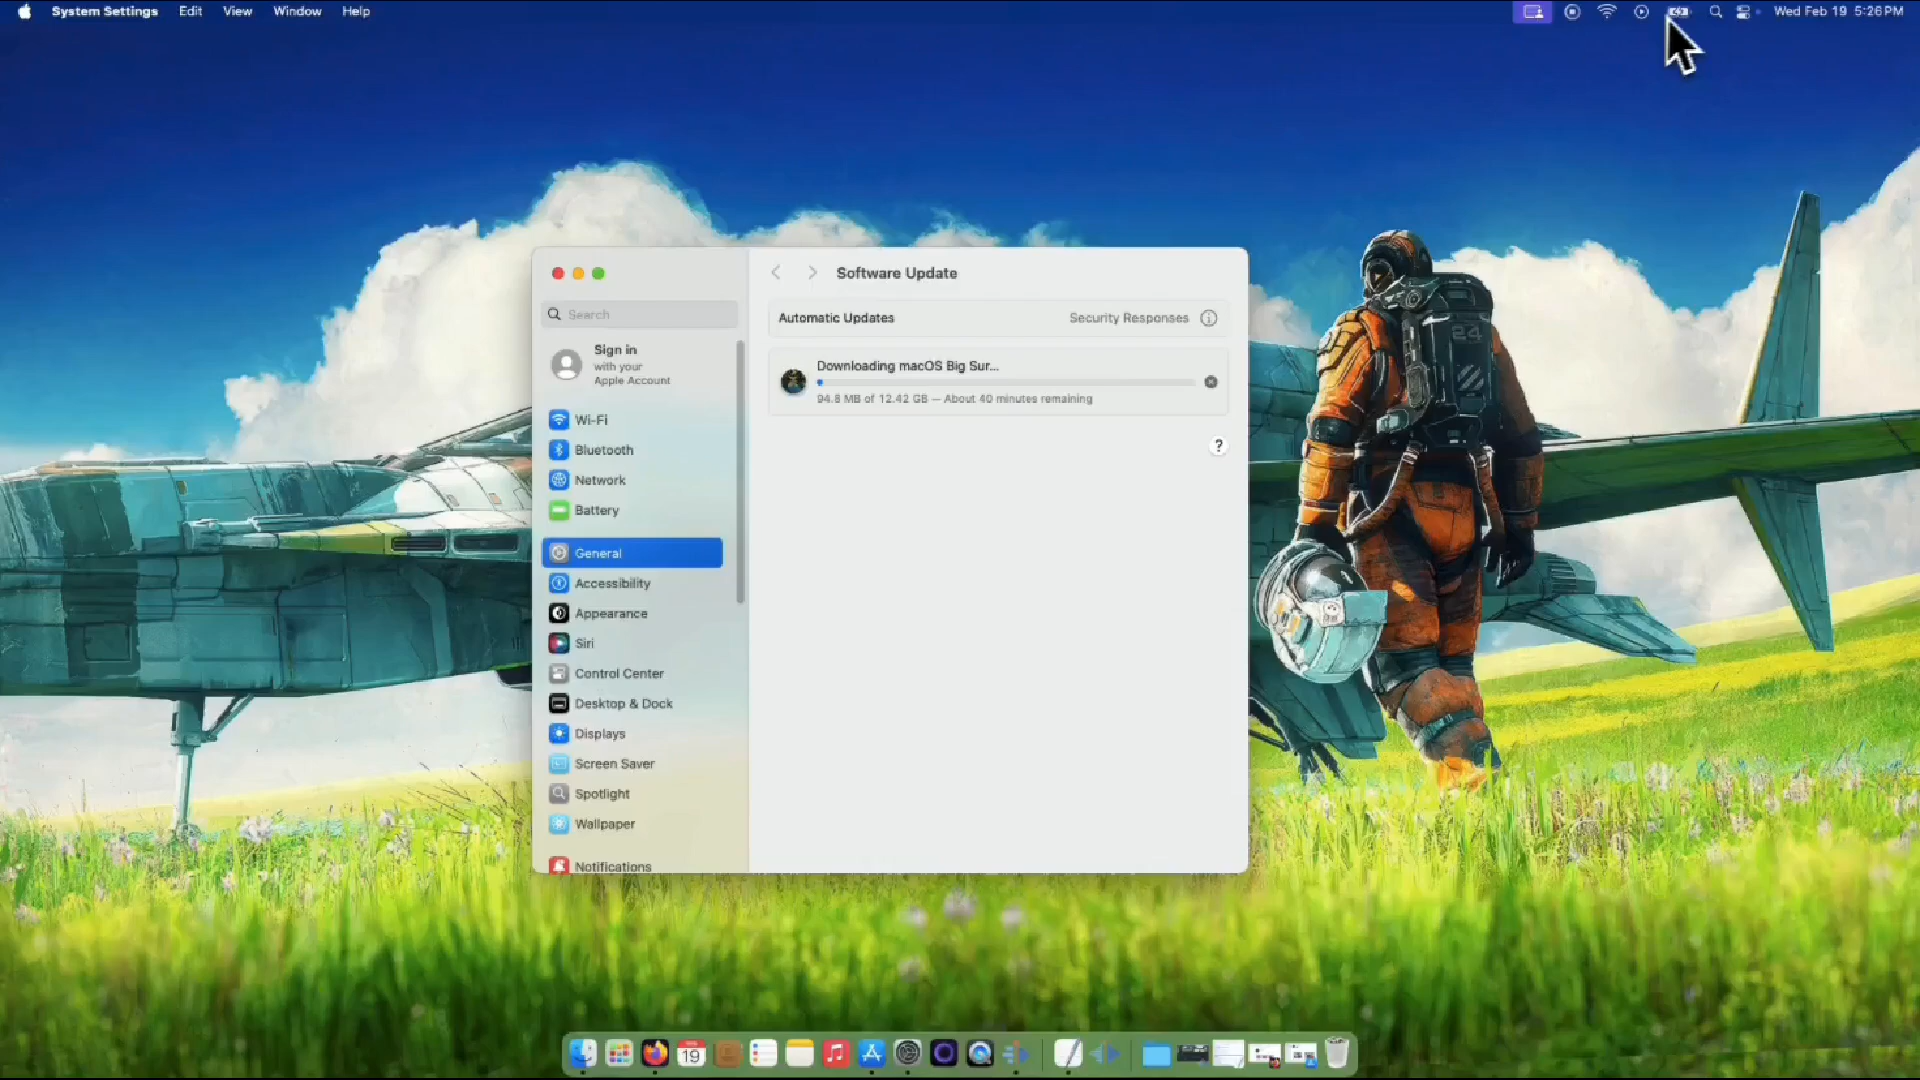 System Settings Edit View Window Help
Wed Feb 19 5:26 PM
Software Update
Search
Automatic Updates Security Responses
Sign in
with your
Apple Account
Downloading macOS Big Sur...
94.8 MB of 12.42 GB — About 40 minutes remaining
?
Wi-Fi
Bluetooth
Network
Battery
General
Accessibility
Appearance
Siri
Control Center
Desktop & Dock
Displays
Screen Saver
Spotlight
Wallpaper
Notifications
24
19